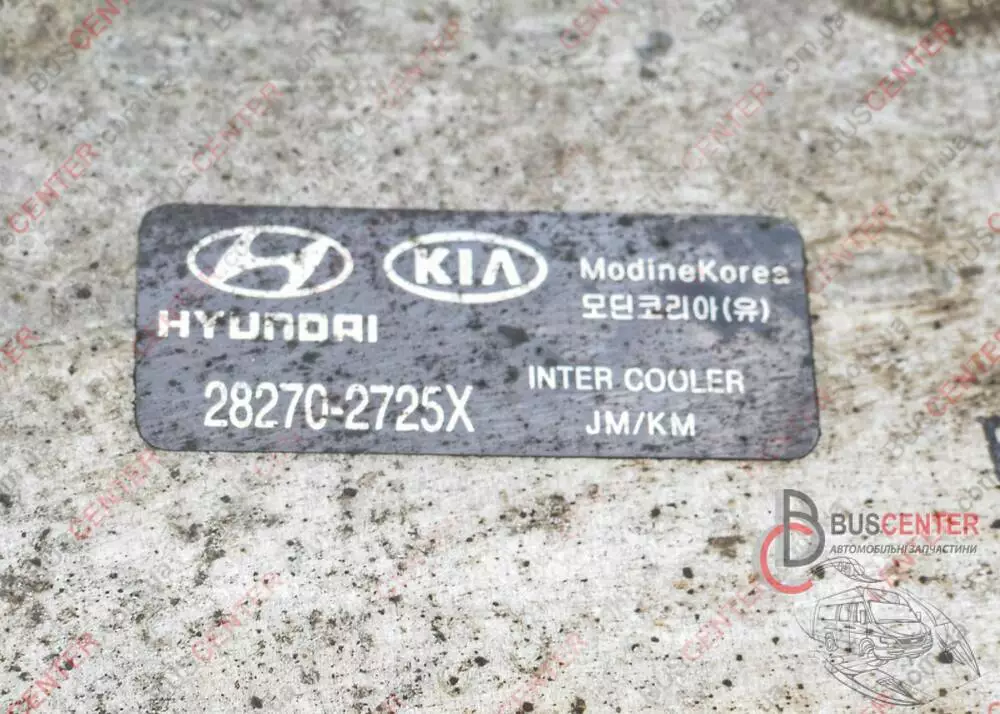 HYUNDAI
KIA
ModineKorea
모딘코리아(유)
28270-2725X
INTER COOLER
JM/KM
BUSCENTER
АВТОМОБІЛЬНІ ЗАПЧАСТИНИ